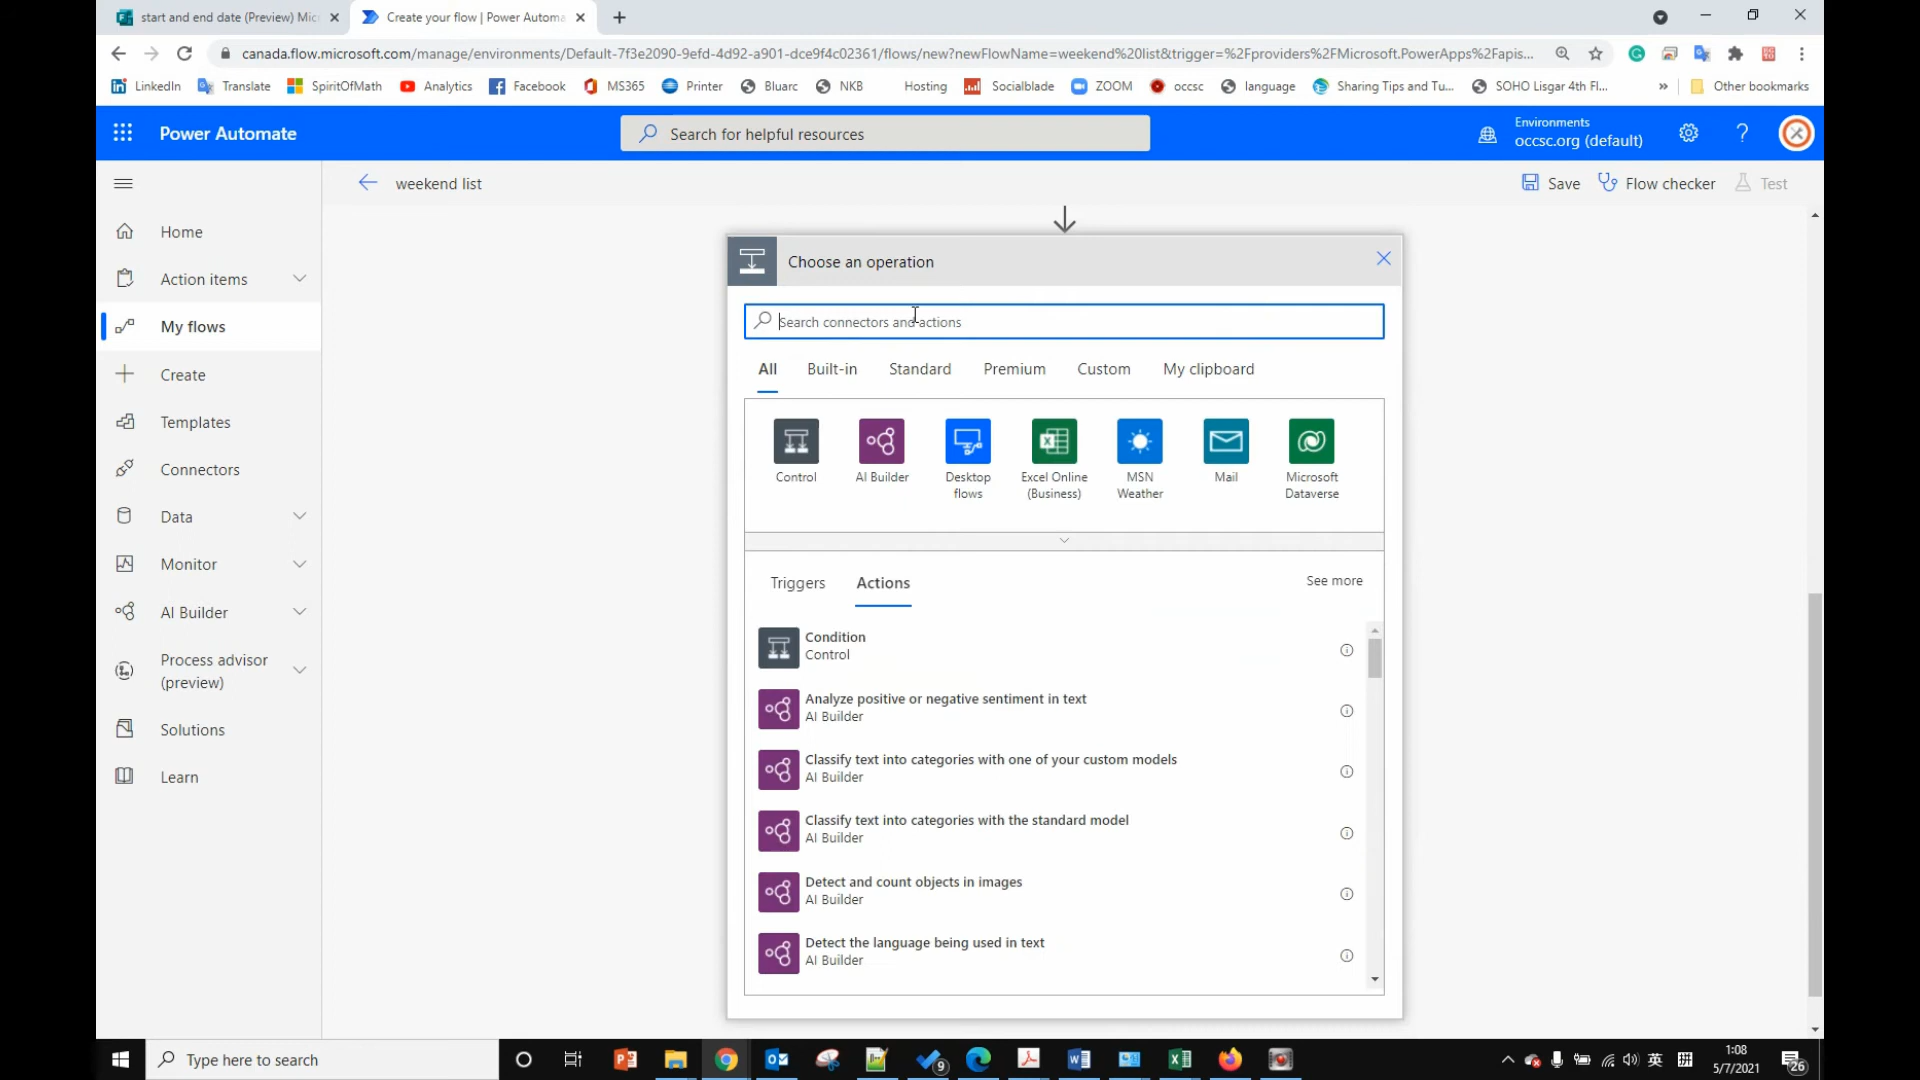 start and end date (Preview) Mic
Create your flow | Power Automa
canada.flow.microsoft.com/manage/environments/Default-7f3e2090-9efd-4d92-a901-dce9f4c02361/flows/new?newFlowName=weekend%20list&trigger=%2Fproviders%2FMicrosoft.PowerApps%2Fapis...
LinkedIn Translate SpiritOfMath Analytics Facebook MS365 Printer Bluarc NKB Hosting Socialblade ZOOM occsc language Sharing Tips and Tu... SOHO Lisgar 4th Fl... » Other bookmarks
Power Automate
Search for helpful resources
Environments
occsc.org (default)
weekend list
Save
Flow checker
Test
Home
Action items
My flows
Create
Templates
Connectors
Data
Monitor
AI Builder
Process advisor
(preview)
Solutions
Learn
Choose an operation
Search connectors and actions
All Built-in Standard Premium Custom My clipboard
Control
AI Builder
Desktop
flows
Excel Online
(Business)
MSN
Weather
Mail
Microsoft
Dataverse
Triggers Actions See more
Condition
Control
Analyze positive or negative sentiment in text
AI Builder
Classify text into categories with one of your custom models
AI Builder
Classify text into categories with the standard model
AI Builder
Detect and count objects in images
AI Builder
Detect the language being used in text
AI Builder
Type here to search
9
英
1:08
5/7/2021
26